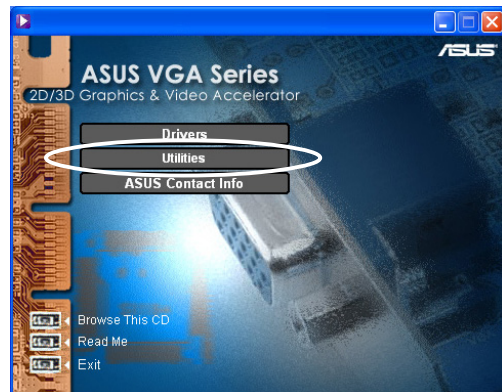 ASUS
ASUS VGA Series
2D/3D Graphics & Video Accelerator
Drivers
Utilities
ASUS Contact Info
Browse This CD
Read Me
Exit